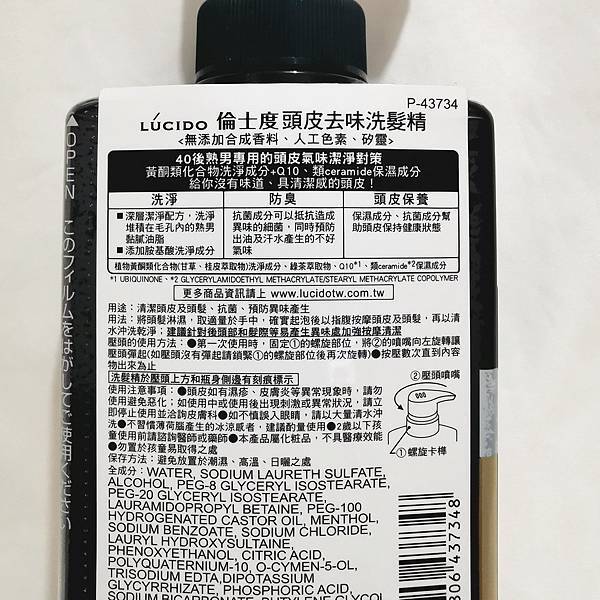 P-43734
LÚCIDO 倫士度頭皮去味洗髮精
<無添加合成香料、人工色素、矽靈>
40後熟男專用的頭皮氣味潔淨對策
黃酮類化合物洗淨成分+Q10、類ceramide保濕成分
給你沒有味道、具清潔感的頭皮！
洗淨 防臭 頭皮保養
■深層潔淨配方，洗淨 抗菌成分可以抵抗造成 保濕成分、抗菌成分幫
堆積在毛孔內的熟男 異味的細菌，同時預防 助頭皮保持健康狀態
黏膩油脂 出油及汗水產生的不好
■添加胺基酸洗淨成分 氣味
植物黃酮類化合物(甘草、桂皮萃取物)洗淨成分、綠茶萃取物、Q10*1、類ceramide*2保濕成分
*1 UBIQUINONE、*2 GLYCERYLAMIDOETHYL METHACRYLATE/STEARYL METHACRYLATE COPOLYMER
更多商品資訊請上 www.lucidotw.com.tw
用途：清潔頭皮及頭髮、抗菌、預防異味產生
用法：將頭髮淋濕，取適量於手中，確實起泡後以指腹按摩頭皮及頭髮，再以清
水沖洗乾淨；建議針對後頭部和髮際等易產生異味處加強按摩清潔
壓頭的使用方法：●第一次使用時，固定①的螺旋部位，將②的噴嘴向左旋轉讓
壓頭彈起(如壓頭沒有彈起請鎖緊①的螺旋部位後再次旋轉)●按壓數次直到內容
物出來為止
洗髮精於壓頭上方和瓶身側邊有刻痕標示
使用注意事項：●頭皮如有濕疹、皮膚炎等異常現象時，請勿
使用避免惡化；如使用中或使用後出現刺激或異常狀況，請立
即停止使用並洽詢皮膚科●如不慎誤入眼睛，請以大量清水沖
洗●不習慣薄荷腦產生的冰涼感者，建議酌量使用●2歲以下孩
童使用前請諮詢醫師或藥師●本產品屬化粧品，不具醫療效能
●勿置於孩童易取得之處
保存方法：避免放置於潮濕、高溫、日曬之處
②壓頭噴嘴
①螺旋卡榫
全成分：WATER, SODIUM LAURETH SULFATE,
ALCOHOL, PEG-8 GLYCERYL ISOSTEARATE,
PEG-20 GLYCERYL ISOSTEARATE,
LAURAMIDOPROPYL BETAINE, PEG-100
HYDROGENATED CASTOR OIL, MENTHOL,
SODIUM BENZOATE, SODIUM CHLORIDE,
LAURYL HYDROXYSULTAINE,
PHENOXYETHANOL, CITRIC ACID,
POLYQUATERNIUM-10, O-CYMEN-5-OL,
TRISODIUM EDTA,DIPOTASSIUM
GLYCYRRHIZATE, PHOSPHORIC ACID,
SODIUM BICARBONATE, BUTYLENE GLYCOL
806 437348
△OPEN このフィルムをはがしてご使用ください